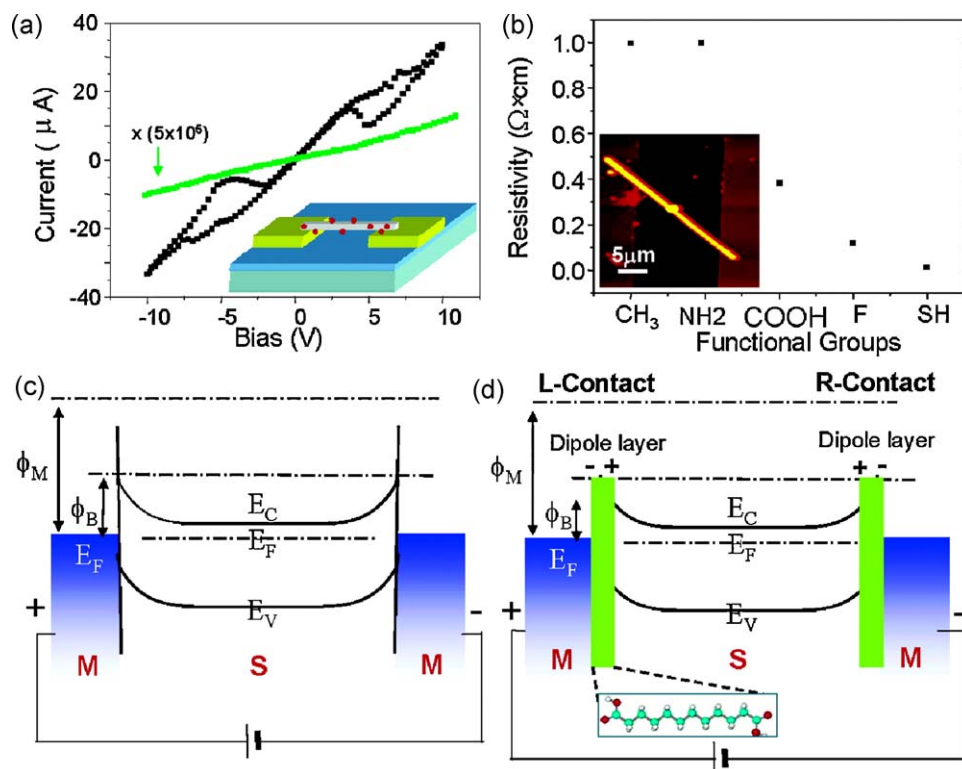 (a)
40
20
0
-20
-40
Current ( μ A)
x (5x10⁶)
-10 -5 0 5 10
Bias (V)
(b)
1.0
0.8
0.6
0.4
0.2
0.0
Resistivity (Ω×cm)
5μm
CH₃ NH2 COOH F SH
Functional Groups
(c)
ϕM
ϕB
EC
EF
EF
EV
+ -
M S M
L-Contact R-Contact
(d)
Dipole layer Dipole layer
- + + -
ϕM
ϕB
EC
EF
EF
EV
+ -
M S M